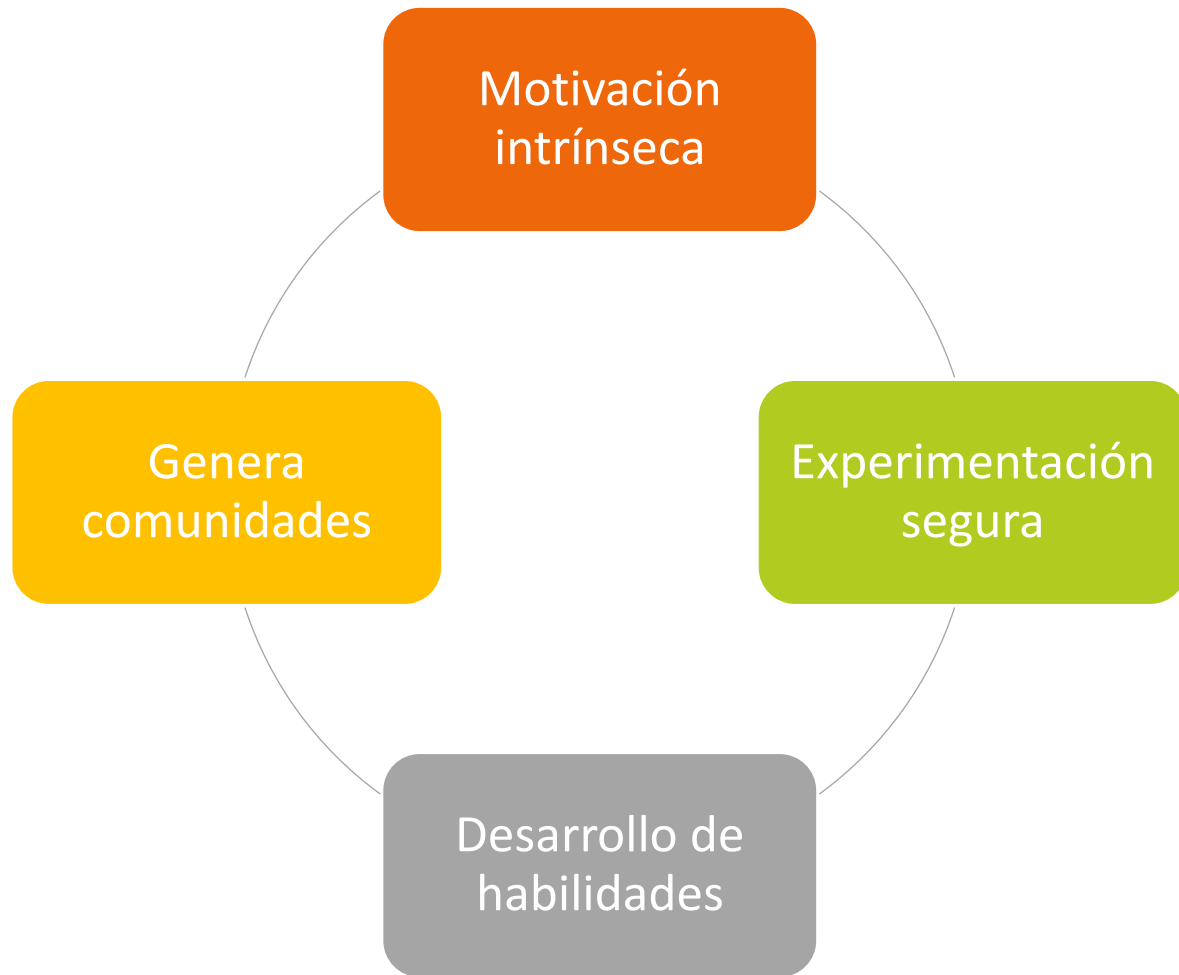 Motivación
intrínseca
Genera
comunidades
Experimentación
segura
Desarrollo de
habilidades